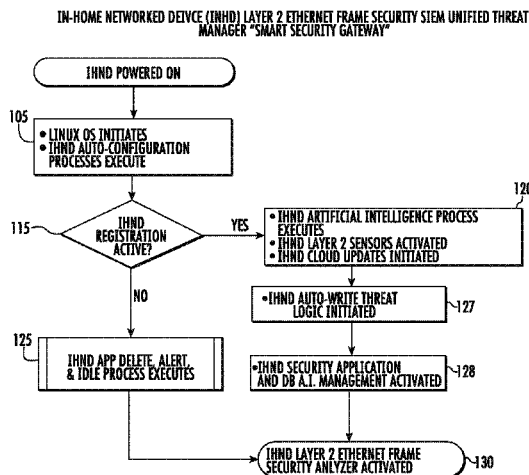 IN-HOME NETWORKED DEIVCE (INHD) LAYER 2 ETHERNET FRAME SECURITY SIEM UNIFIED THREAT
MANAGER "SMART SECURITY GATEWAY"
IHND POWERED ON
105
• LINUX OS INITIATES
• IHND AUTO-CONFIGURATION
PROCESSES EXECUTE
115
IHND
REGISTRATION
ACTIVE?
YES
NO
120
• IHND ARTIFICIAL INTELLIGENCE PROCESS
EXECUTES
• IHND LAYER 2 SENSORS ACTIVATED
• IHND CLOUD UPDATES INITIATED
• IHND AUTO-WRITE THREAT
LOGIC INITIATED
127
125
IHND APP DELETE, ALERT,
& IDLE PROCESS EXECUTES
• IHND SECURITY APPLICATION
AND DB A.I. MANAGEMENT ACTIVATED
128
IHND LAYER 2 ETHERNET FRAME
SECURITY ANLYZER ACTIVATED
130